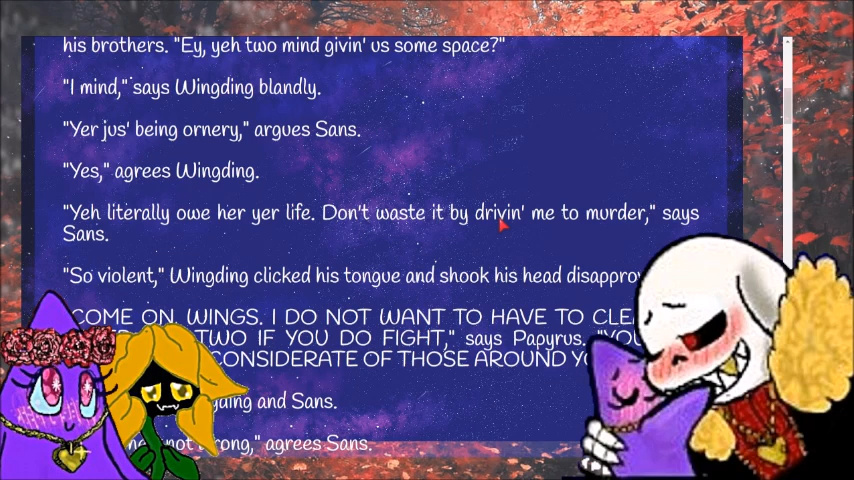 his brothers. "Ey, yeh two mind givin' us some space?"
"I mind," says Wingding blandly.
"Yer jus' being ornery," argues Sans.
"Yes," agrees Wingding.
"Yeh literally owe her yer life. Don't waste it by drivin' me to murder," says
Sans.
"So violent," Wingding clicked his tongue and shook his head
COME ON, WINGS. I DO NOT WANT TO HAVE TO
TWO IF YOU DO FIGHT," says Papyrus.
CONSIDERATE OF THOSE AROUND
and Sans.
not wrong," agrees Sans.